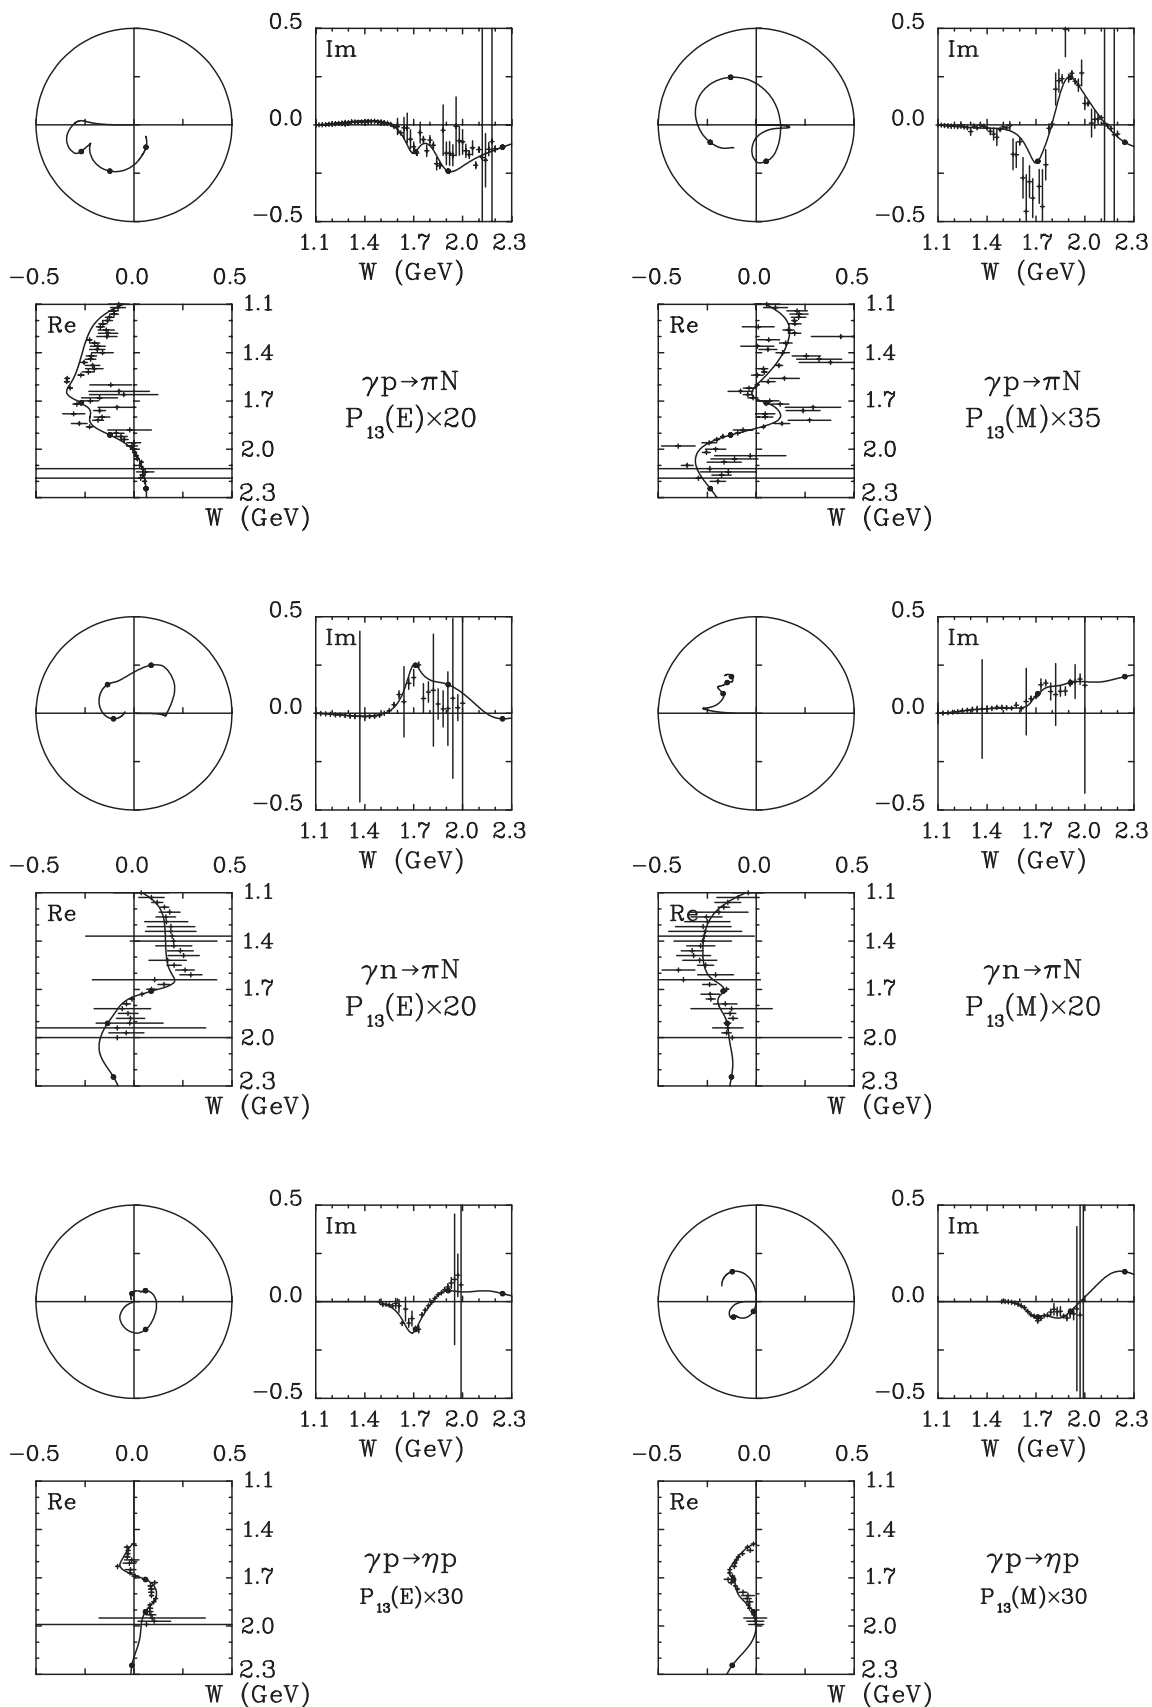 0.5
Im
0.0
−0.5
1.1 1.4 1.7 2.0 2.3
W (GeV)
−0.5 0.0 0.5
Re
1.1
1.4
1.7
2.0
2.3
W (GeV)
γp→πN
P₁₃(E)×20
0.5
Im
0.0
−0.5
1.1 1.4 1.7 2.0 2.3
W (GeV)
−0.5 0.0 0.5
Re
1.1
1.4
1.7
2.0
2.3
W (GeV)
γp→πN
P₁₃(M)×35
0.5
Im
0.0
−0.5
1.1 1.4 1.7 2.0 2.3
W (GeV)
−0.5 0.0 0.5
Re
1.1
1.4
1.7
2.0
2.3
W (GeV)
γn→πN
P₁₃(E)×20
0.5
Im
0.0
−0.5
1.1 1.4 1.7 2.0 2.3
W (GeV)
−0.5 0.0 0.5
Re
1.1
1.4
1.7
2.0
2.3
W (GeV)
γn→πN
P₁₃(M)×20
0.5
Im
0.0
−0.5
1.1 1.4 1.7 2.0 2.3
W (GeV)
−0.5 0.0 0.5
Re
1.1
1.4
1.7
2.0
2.3
W (GeV)
γp→ηp
P₁₃(E)×30
0.5
Im
0.0
−0.5
1.1 1.4 1.7 2.0 2.3
W (GeV)
−0.5 0.0 0.5
Re
1.1
1.4
1.7
2.0
2.3
W (GeV)
γp→ηp
P₁₃(M)×30